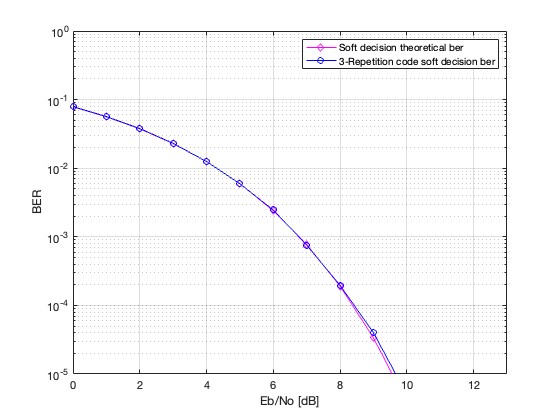 10^0
Soft decision theoretical ber
3-Repetition code soft decision ber
10^-1
10^-2
BER
10^-3
10^-4
10^-5
0 2 4 6 8 10 12
Eb/No [dB]